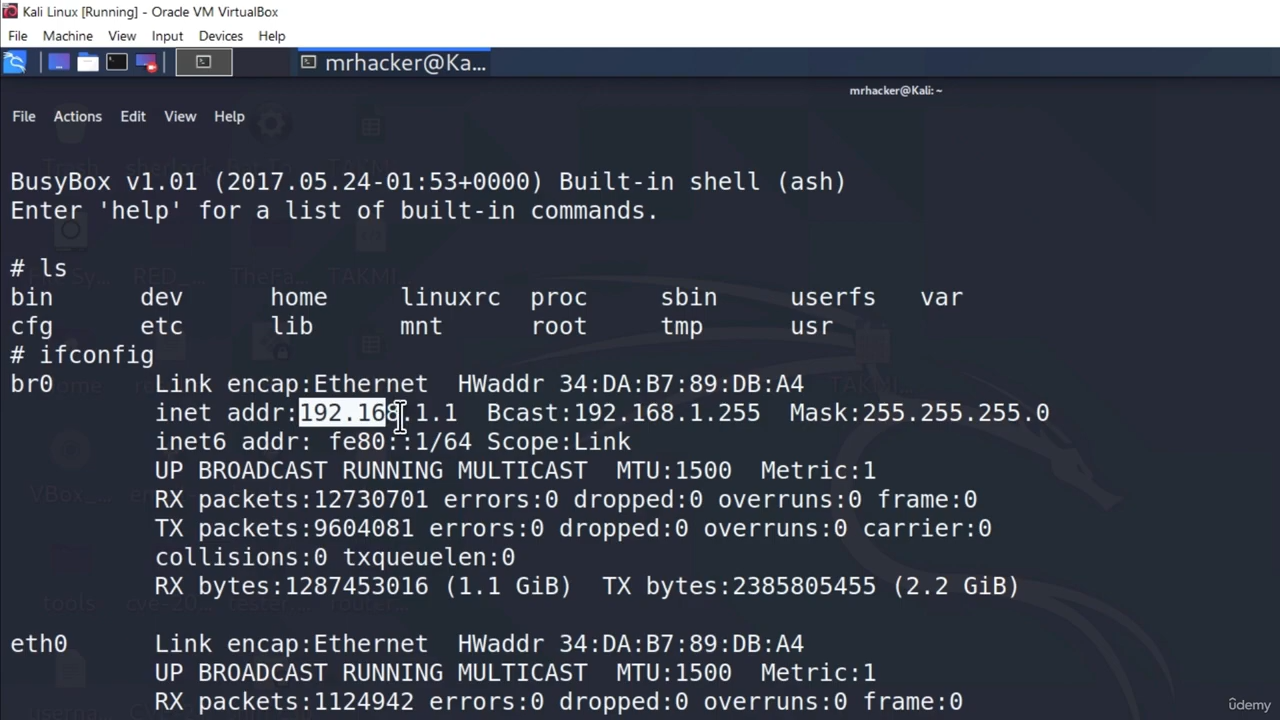 Kali Linux [Running] - Oracle VM VirtualBox
File Machine View Input Devices Help
mrhacker@Ka...
mrhacker@Kali: ~
File Actions Edit View Help
BusyBox v1.01 (2017.05.24-01:53+0000) Built-in shell (ash)
Enter 'help' for a list of built-in commands.
# ls
bin dev home linuxrc proc sbin userfs var
cfg etc lib mnt root tmp usr
# ifconfig
br0 Link encap:Ethernet HWaddr 34:DA:B7:89:DB:A4
inet addr:192.168.1.1 Bcast:192.168.1.255 Mask:255.255.255.0
inet6 addr: fe80::1/64 Scope:Link
UP BROADCAST RUNNING MULTICAST MTU:1500 Metric:1
RX packets:12730701 errors:0 dropped:0 overruns:0 frame:0
TX packets:9604081 errors:0 dropped:0 overruns:0 carrier:0
collisions:0 txqueuelen:0
RX bytes:1287453016 (1.1 GiB) TX bytes:2385805455 (2.2 GiB)
eth0 Link encap:Ethernet HWaddr 34:DA:B7:89:DB:A4
UP BROADCAST RUNNING MULTICAST MTU:1500 Metric:1
RX packets:1124942 errors:0 dropped:0 overruns:0 frame:0
ûdemy